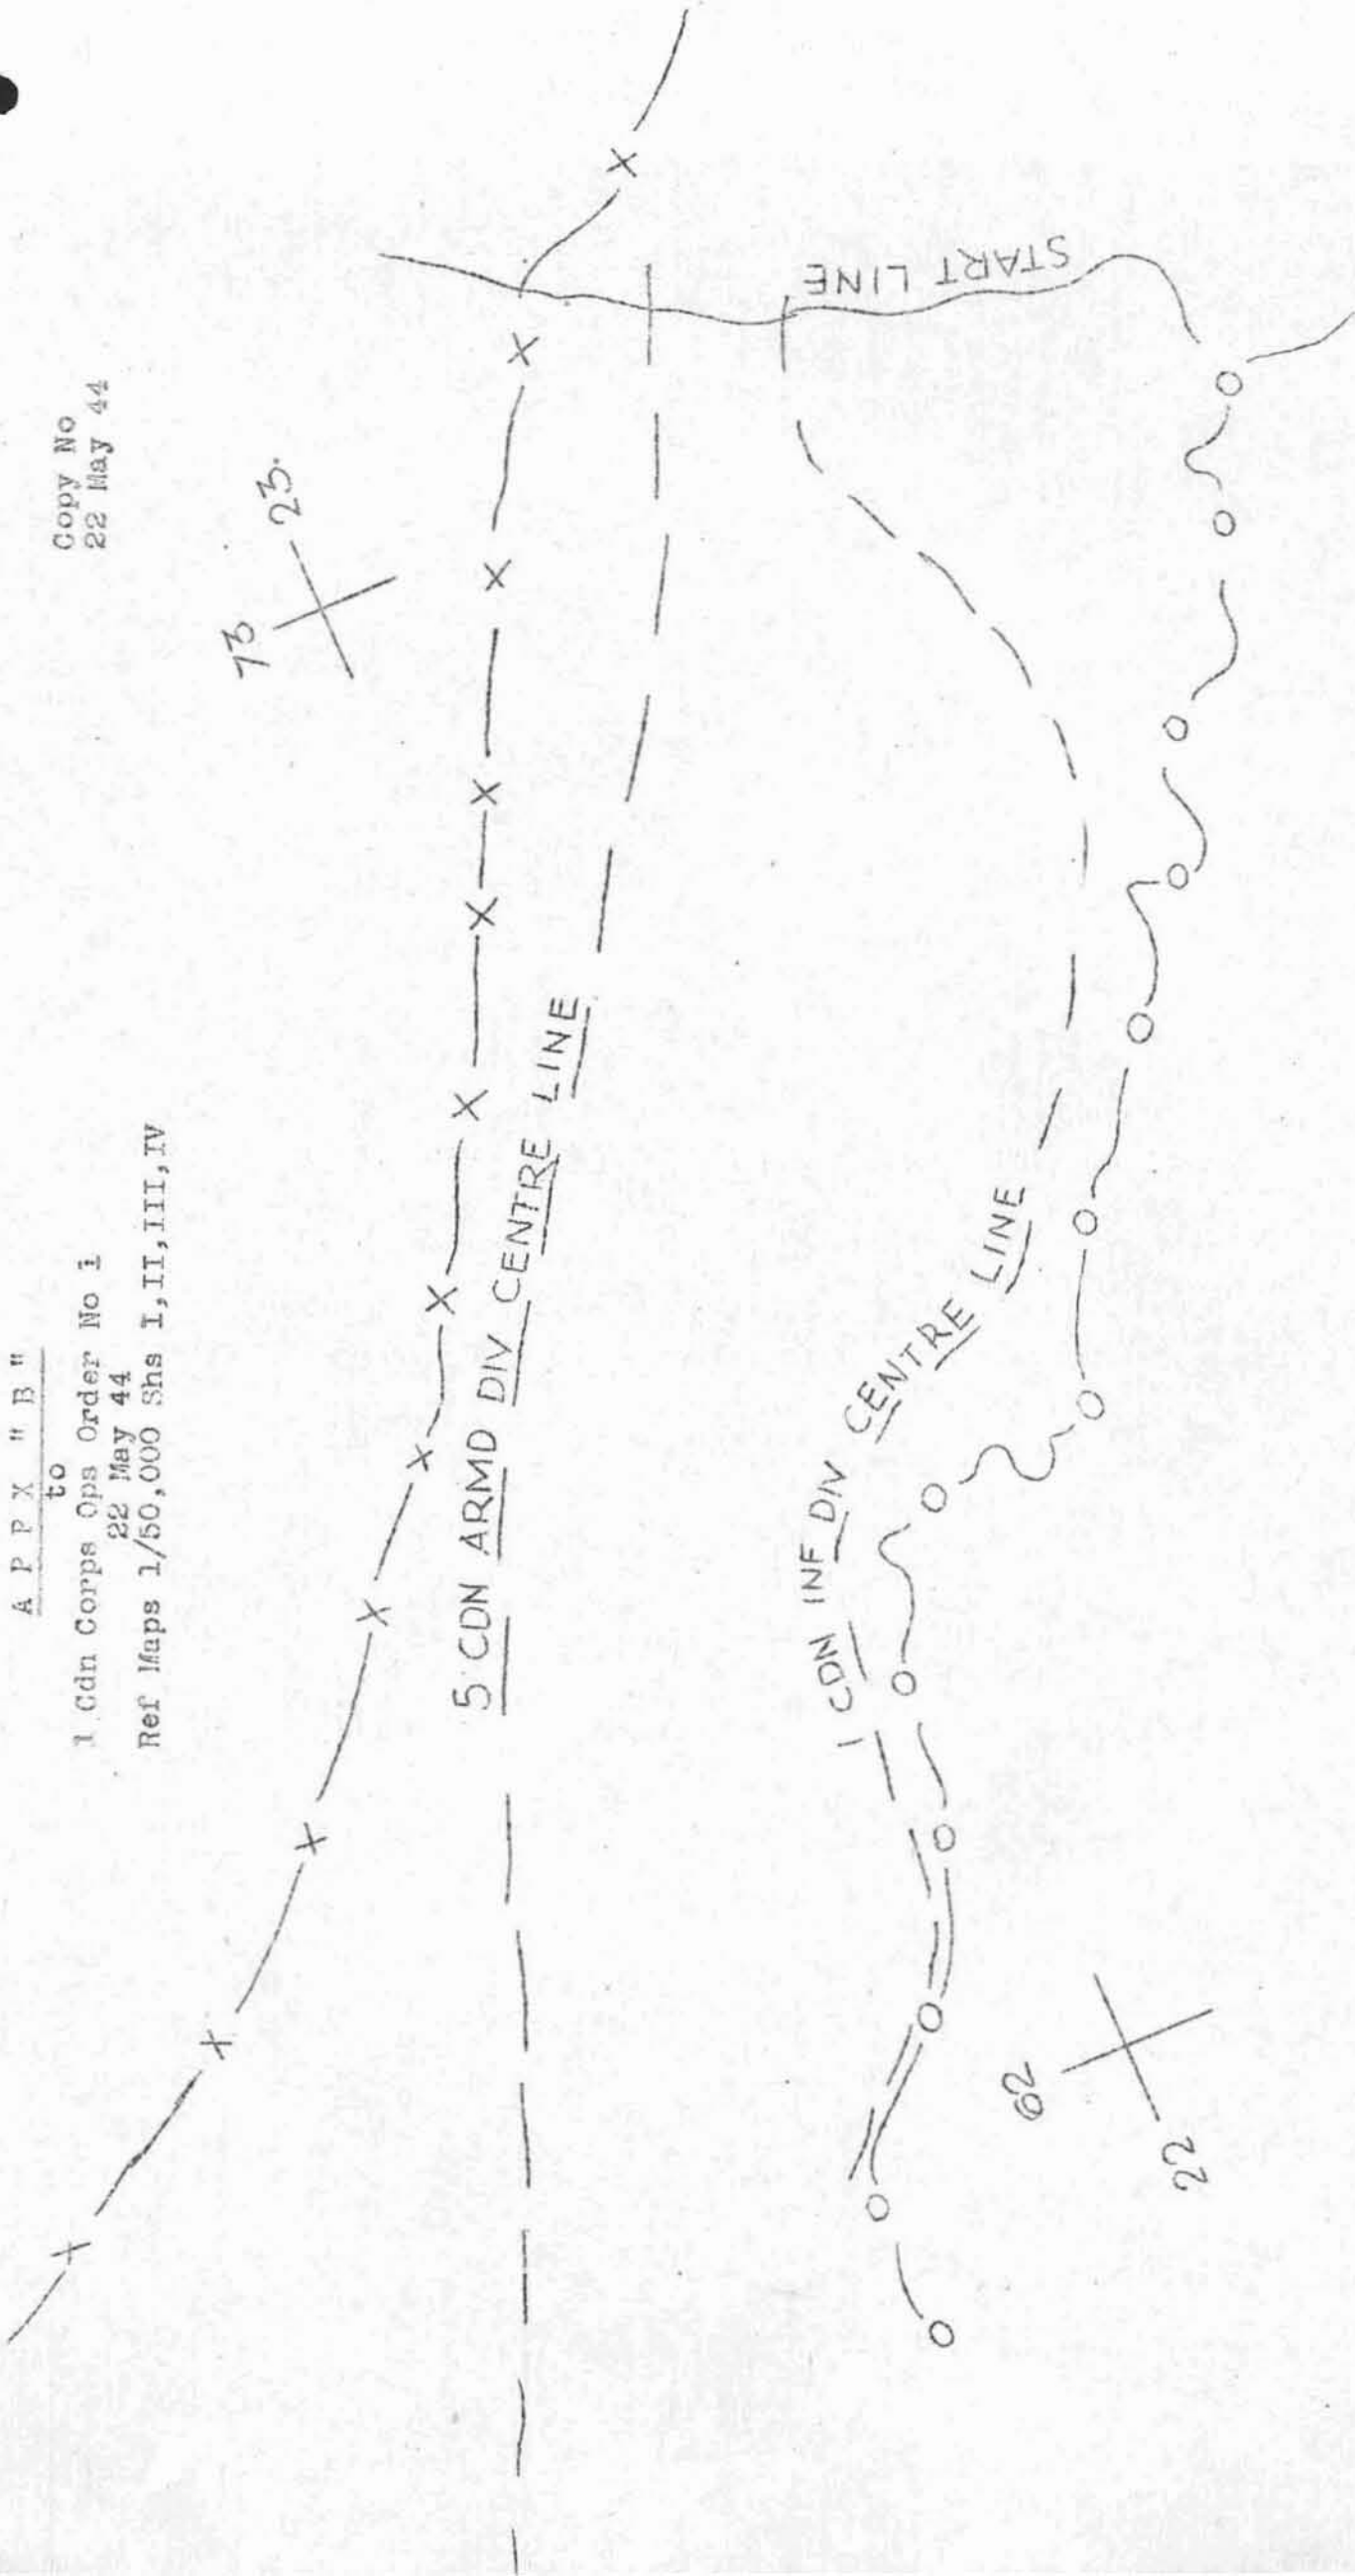 A P P X " B "
to
1 Cdn Corps Ops Order No 1
22 May 44
Ref Maps 1/50,000 Shs I,II,III,IV
Copy No
22 May 44
73
23
5 CDN ARMD DIV CENTRE LINE
START LINE
1 CDN INF DIV CENTRE LINE
62
22